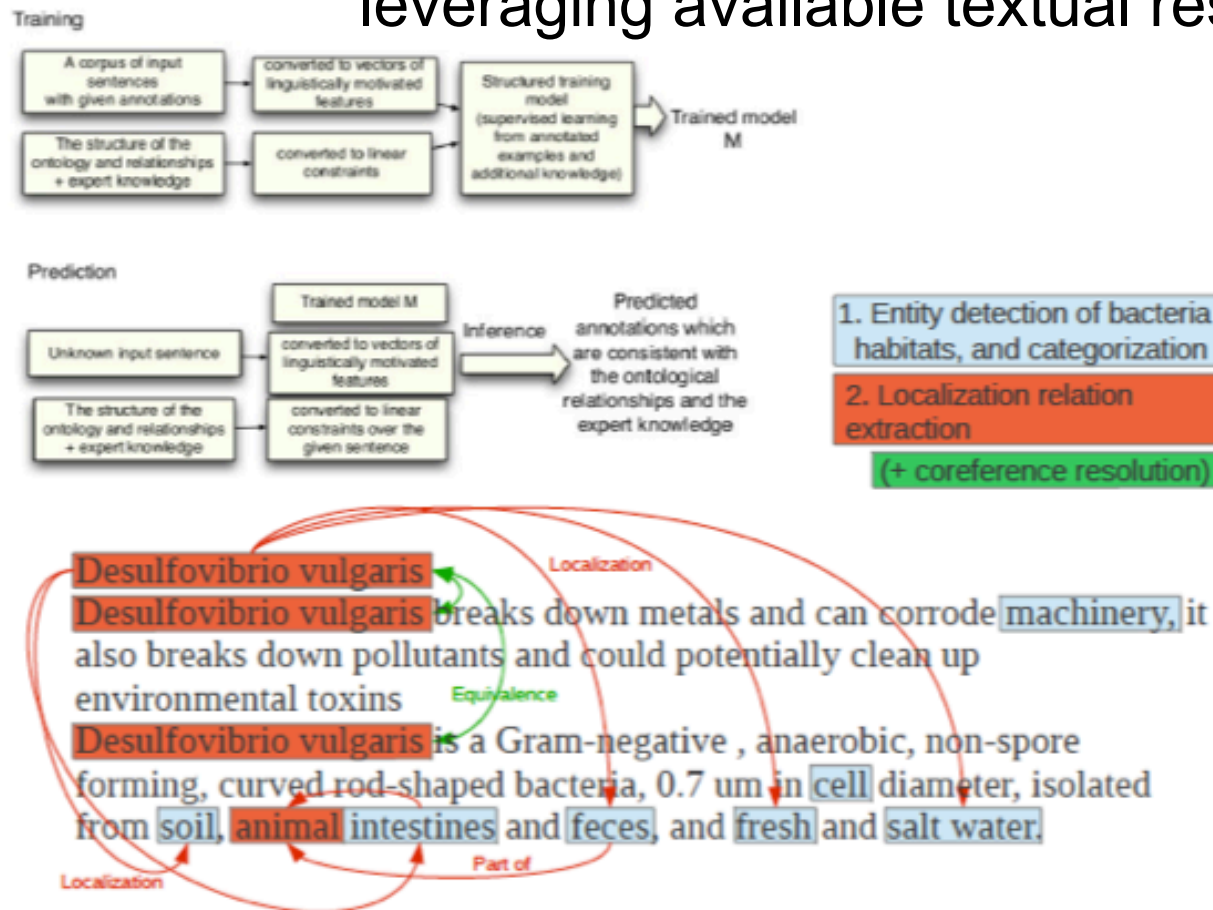 leveraging available textual res
Training
A corpus of input
sentences
with given annotations
converted to vectors of
linguistically motivated
features
The structure of the
ontology and relationships
+ expert knowledge
converted to linear
constraints
Structured training
model
(supervised learning
from annotated
examples and
additional knowledge)
Trained model
M
Prediction
Trained model M
Unknown input sentence
converted to vectors of
linguistically motivated
features
The structure of the
ontology and relationships
+ expert knowledge
converted to linear
constraints over the
given sentence
Inference
Predicted
annotations which
are consistent with
the ontological
relationships and the
expert knowledge
1. Entity detection of bacteria
habitats, and categorization
2. Localization relation
extraction
(+ coreference resolution)
Localization
Desulfovibrio vulgaris
Desulfovibrio vulgaris breaks down metals and can corrode machinery, it
also breaks down pollutants and could potentially clean up
environmental toxins
Equivalence
Desulfovibrio vulgaris is a Gram-negative , anaerobic, non-spore
forming, curved rod-shaped bacteria, 0.7 um in cell diameter, isolated
from soil, animal intestines and feces, and fresh and salt water.
Part of
Localization